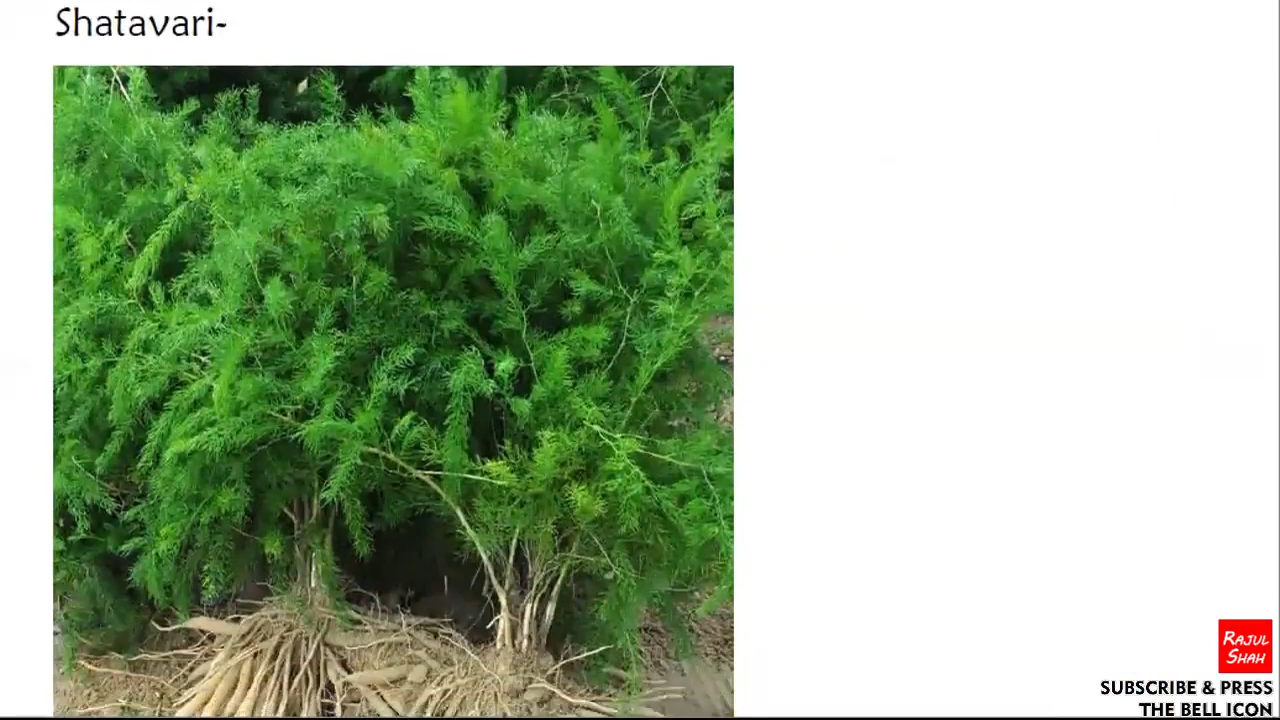 Shatavari-
RAJUL
SHAH
SUBSCRIBE & PRESS
THE BELL ICON